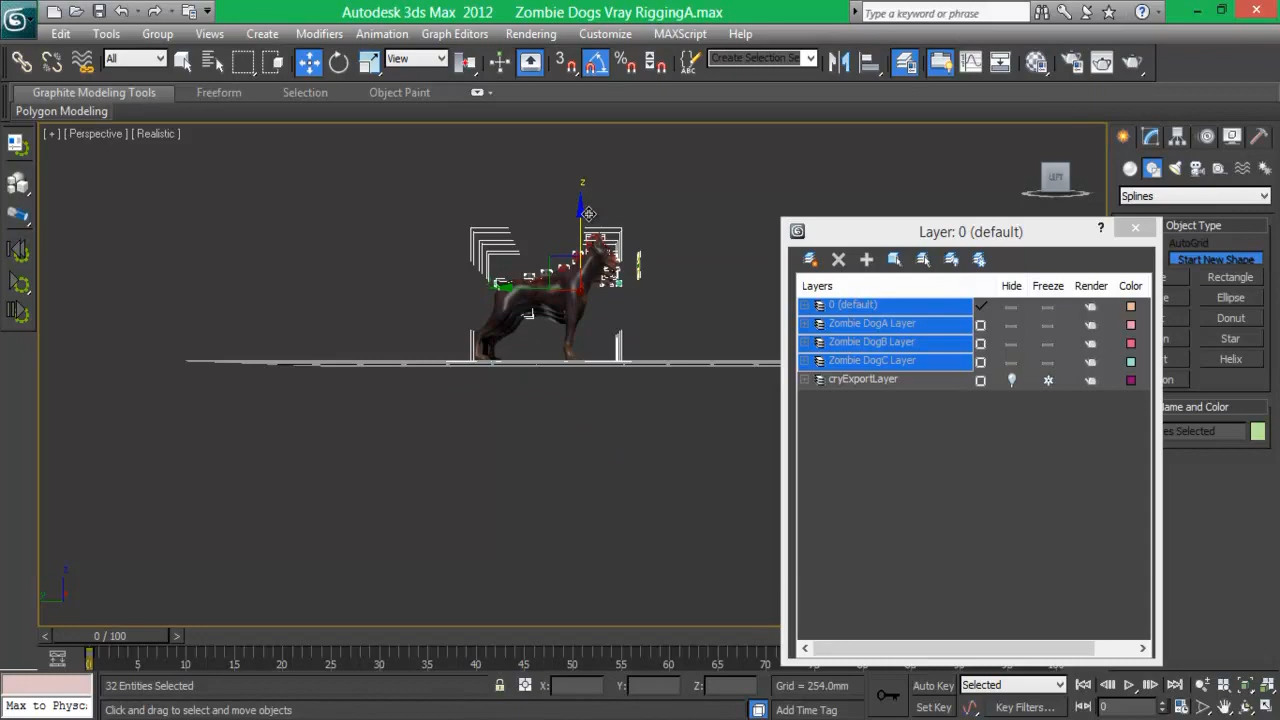 Autodesk 3ds Max 2012 Zombie Dogs Vray RiggingA.max
Type a keyword or phrase
Edit Tools Group Views Create Modifiers Animation Graph Editors Rendering Customize MAXScript Help
All View 3 Create Selection Se
Graphite Modeling Tools Freeform Selection Object Paint
Polygon Modeling
[ + ] [ Perspective ] [ Realistic ]
z
LEFT
Splines
Layer: 0 (default) ?
Object Type
AutoGrid
Start New Shape
Layers Hide Freeze Render Color
Rectangle
0 (default)
Ellipse
Zombie DogA Layer
Donut
Zombie DogB Layer
Star
Zombie DogC Layer
Helix
cryExportLayer
on
ame and Color
es Selected
0 / 100
5 10 15 20 25 30 35 40 45 50 55 60 65 70
32 Entities Selected X: Y: Z: Grid = 254.0mm Auto Key Selected
Max to Physc Click and drag to select and move objects Add Time Tag Set Key Key Filters... 0